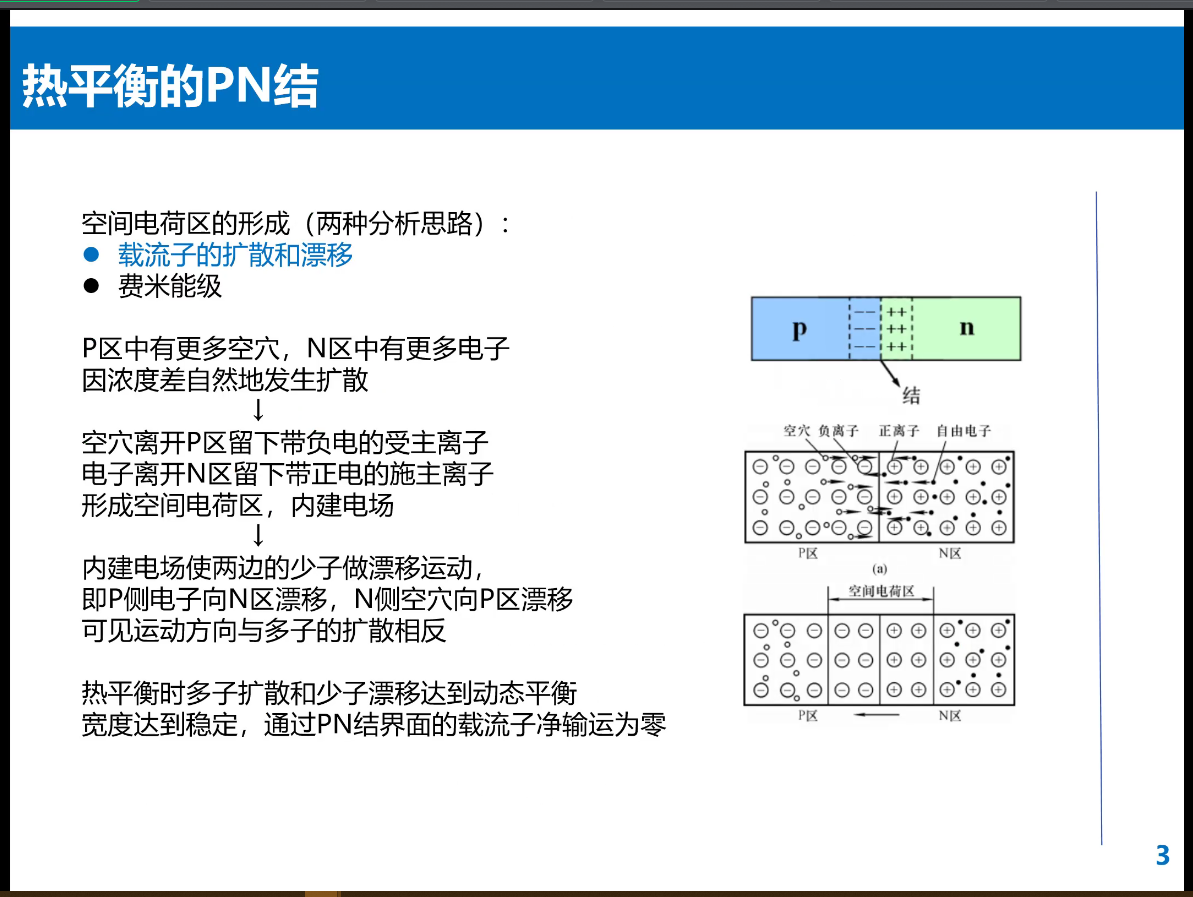 热平衡的PN结
空间电荷区的形成（两种分析思路）：
● 载流子的扩散和漂移
● 费米能级
P区中有更多空穴，N区中有更多电子
因浓度差自然地发生扩散
↓
空穴离开P区留下带负电的受主离子
电子离开N区留下带正电的施主离子
形成空间电荷区，内建电场
↓
内建电场使两边的少子做漂移运动，
即P侧电子向N区漂移，N侧空穴向P区漂移
可见运动方向与多子的扩散相反
热平衡时多子扩散和少子漂移达到动态平衡
宽度达到稳定，通过PN结界面的载流子净输运为零
p n
结
空穴 负离子 正离子 自由电子
P区 N区
(a)
空间电荷区
P区 N区
3